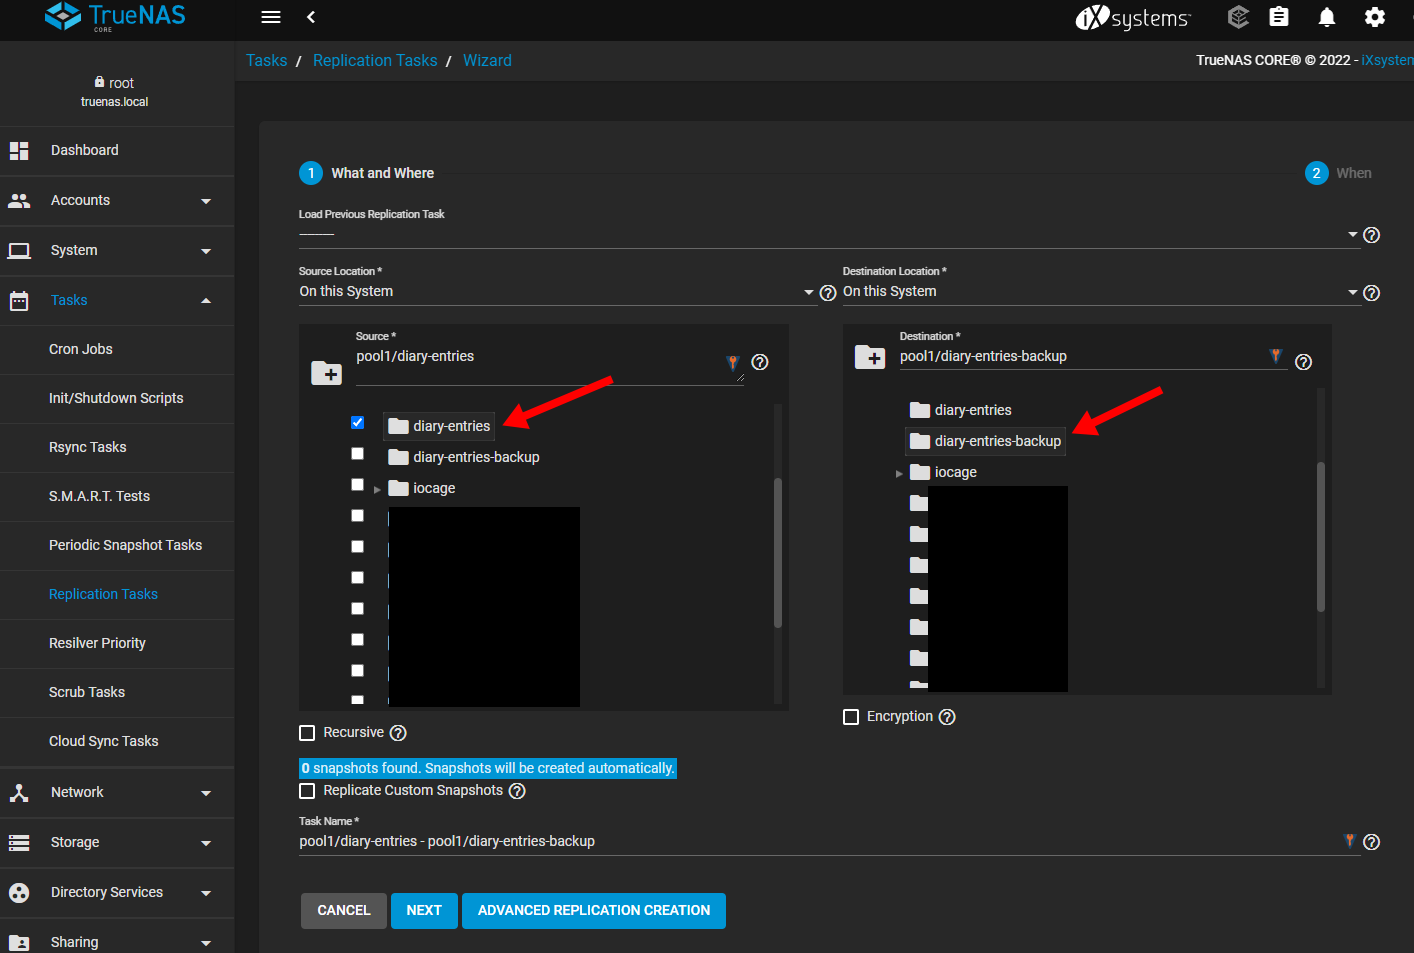 TrueNAS
CORE
iXsystems™
Tasks / Replication Tasks / Wizard
TrueNAS CORE® © 2022 - iXsystem
root
truenas.local
Dashboard
Accounts
System
Tasks
Cron Jobs
Init/Shutdown Scripts
Rsync Tasks
S.M.A.R.T. Tests
Periodic Snapshot Tasks
Replication Tasks
Resilver Priority
Scrub Tasks
Cloud Sync Tasks
Network
Storage
Directory Services
Sharing
1 What and Where
2 When
Load Previous Replication Task
---------
Source Location *
On this System
Destination Location *
On this System
Source *
pool1/diary-entries
diary-entries
diary-entries-backup
iocage
Destination *
pool1/diary-entries-backup
diary-entries
diary-entries-backup
iocage
Recursive
Encryption
0 snapshots found. Snapshots will be created automatically.
Replicate Custom Snapshots
Task Name *
pool1/diary-entries - pool1/diary-entries-backup
CANCEL
NEXT
ADVANCED REPLICATION CREATION